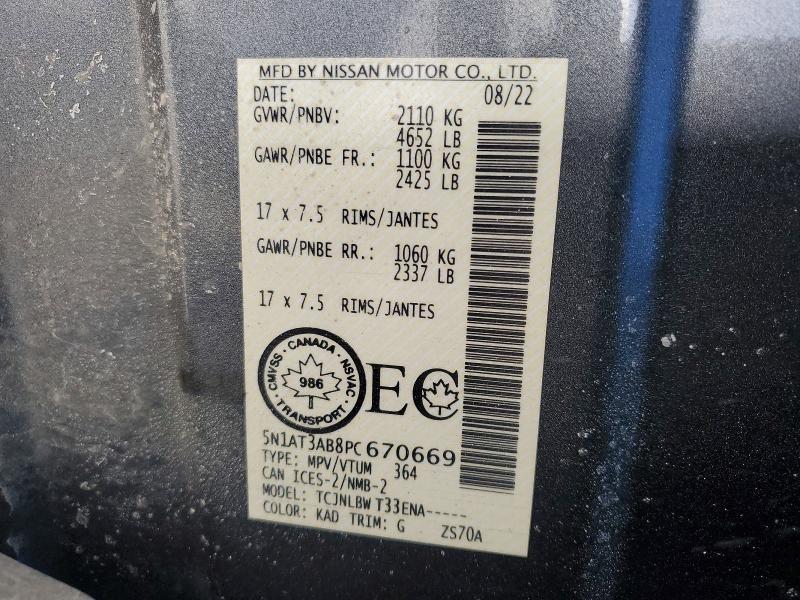 MFD BY NISSAN MOTOR CO., LTD.
DATE: 08/22
GVWR/PNBV: 2110 KG
4652 LB
GAWR/PNBE FR.: 1100 KG
2425 LB
17 x 7.5 RIMS/JANTES
GAWR/PNBE RR.: 1060 KG
2337 LB
17 x 7.5 RIMS/JANTES
CMVSS · CANADA · NSVAC · TRANSPORT ·
986
EC
5N1AT3AB8PC670669
TYPE: MPV/VTUM 364
CAN ICES-2/NMB-2
MODEL: TCJNLBW T33ENA-----
COLOR: KAD TRIM: G ZS70A